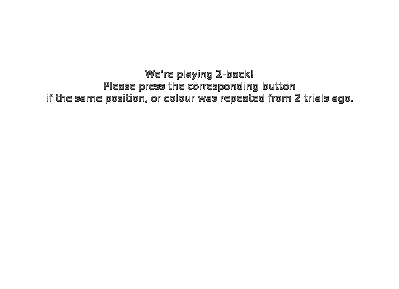 We're playing 2-back!
Please press the corresponding button
if the same position, or colour was repeated from 2 trials ago.